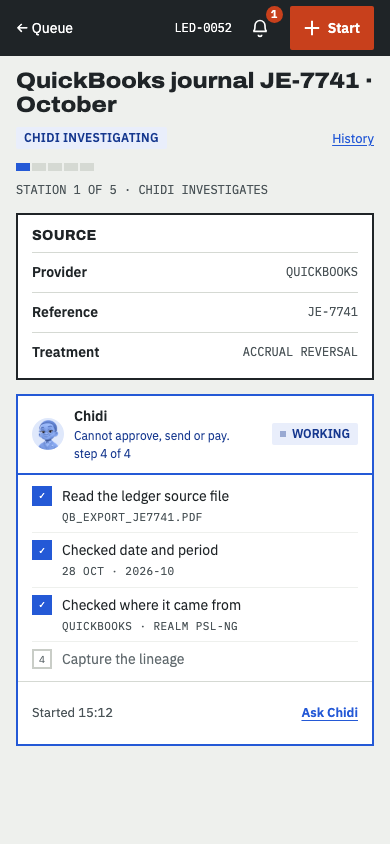 ← Queue
LED-0052
1
+ Start
QuickBooks journal JE-7741 ·
October
CHIDI INVESTIGATING
History
STATION 1 OF 5 · CHIDI INVESTIGATES
SOURCE
Provider
QUICKBOOKS
Reference
JE-7741
Treatment
ACCRUAL REVERSAL
Chidi
Cannot approve, send or pay.
step 4 of 4
WORKING
✓ Read the ledger source file
QB_EXPORT_JE7741.PDF
✓ Checked date and period
28 OCT · 2026-10
✓ Checked where it came from
QUICKBOOKS · REALM PSL-NG
4 Capture the lineage
Started 15:12
Ask Chidi